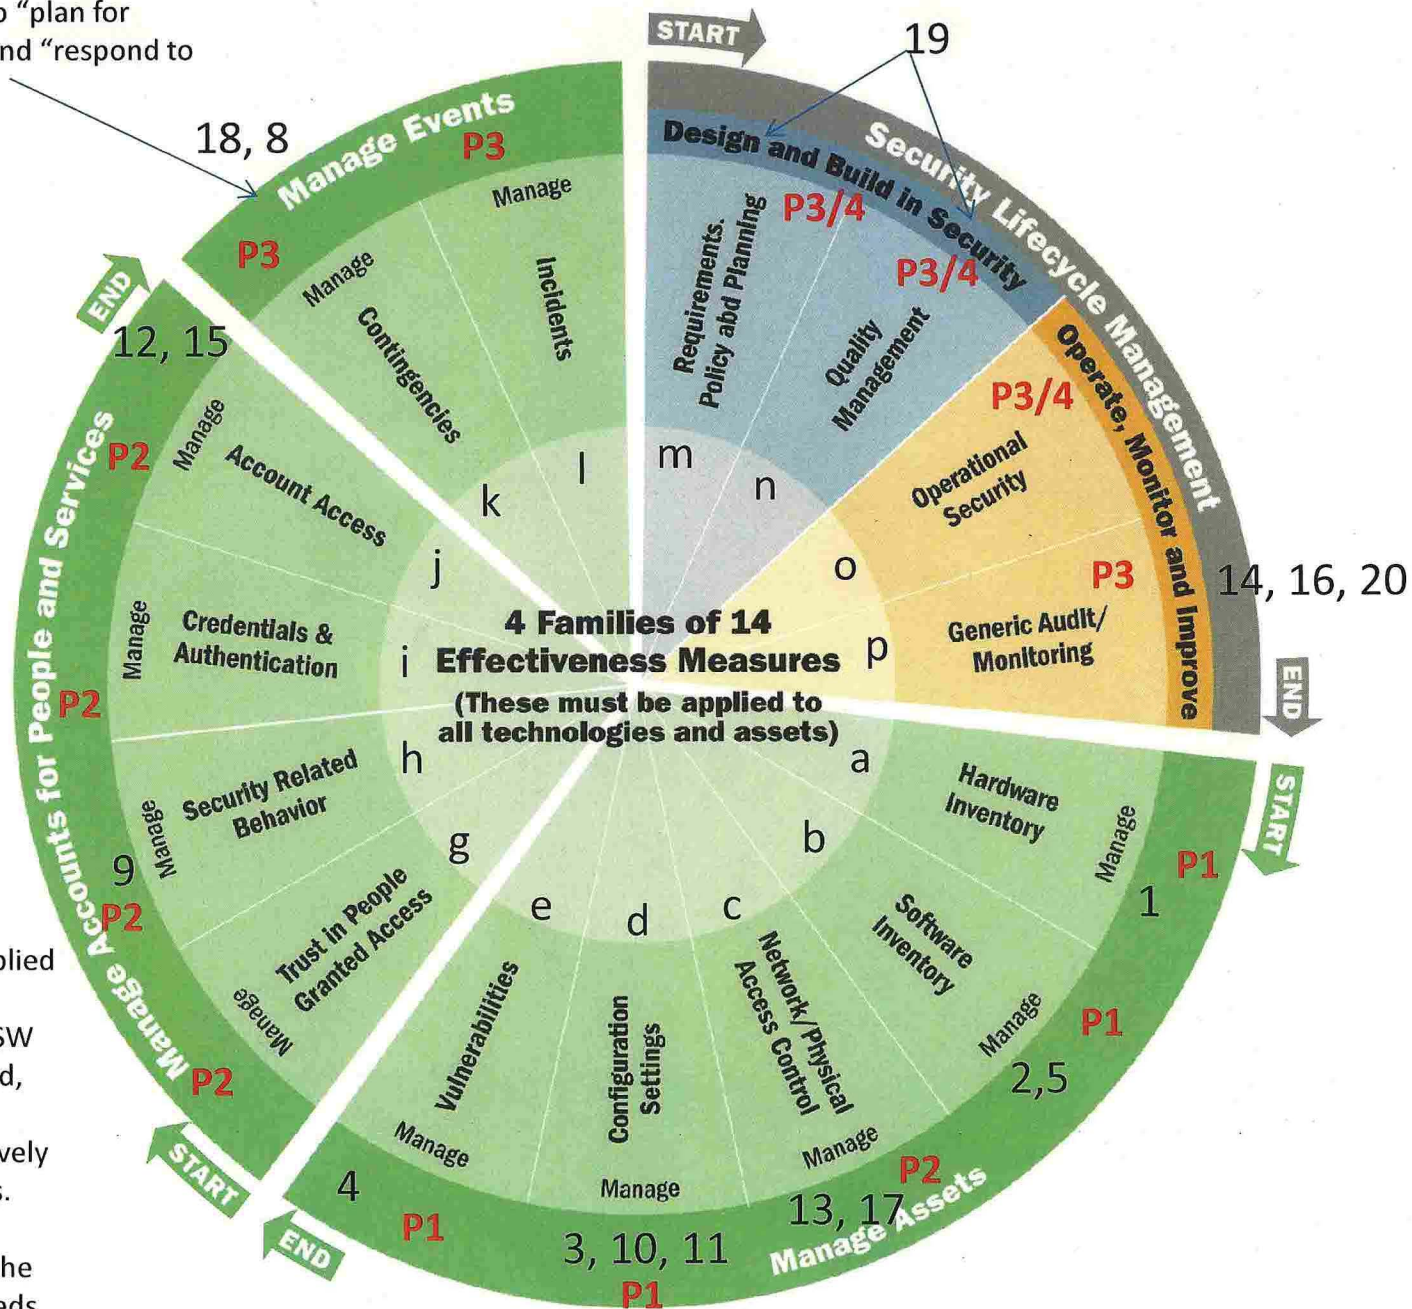 “plan for
nd “respond to
START
19
18, 8
Manage Events
P3
P3
Manage
Incidents
Manage
Contingencies
l
k
Security Lifecycle Management
Design and Build in Security
P3/4
P3/4
Requirements.
Policy abd Planning
Quality
Management
m
n
Operate, Monitor and Improve
P3/4
Operational
Security
o
P3
Generic Audit/
Monitoring
p
14, 16, 20
END
END
12, 15
Manage Accounts for People and Services
P2
Manage
Account Access
j
P2
Manage
Credentials &
Authentication
i
9
P2
Manage
Security Related
Behavior
h
P2
Manage
Trust in People
Granted Access
g
START
4 Families of 14
Effectiveness Measures
(These must be applied to
all technologies and assets)
START
Manage Assets
a
Hardware
Inventory
Manage
P1
1
b
Software
Inventory
Manage
P1
2,5
c
Network/Physical
Access Control
Manage
P2
13, 17
d
Configuration
Settings
Manage
3, 10, 11
P1
e
Vulnerabilities
Manage
4
P1
END
plied
SW
d,
vely
s.
he
eds